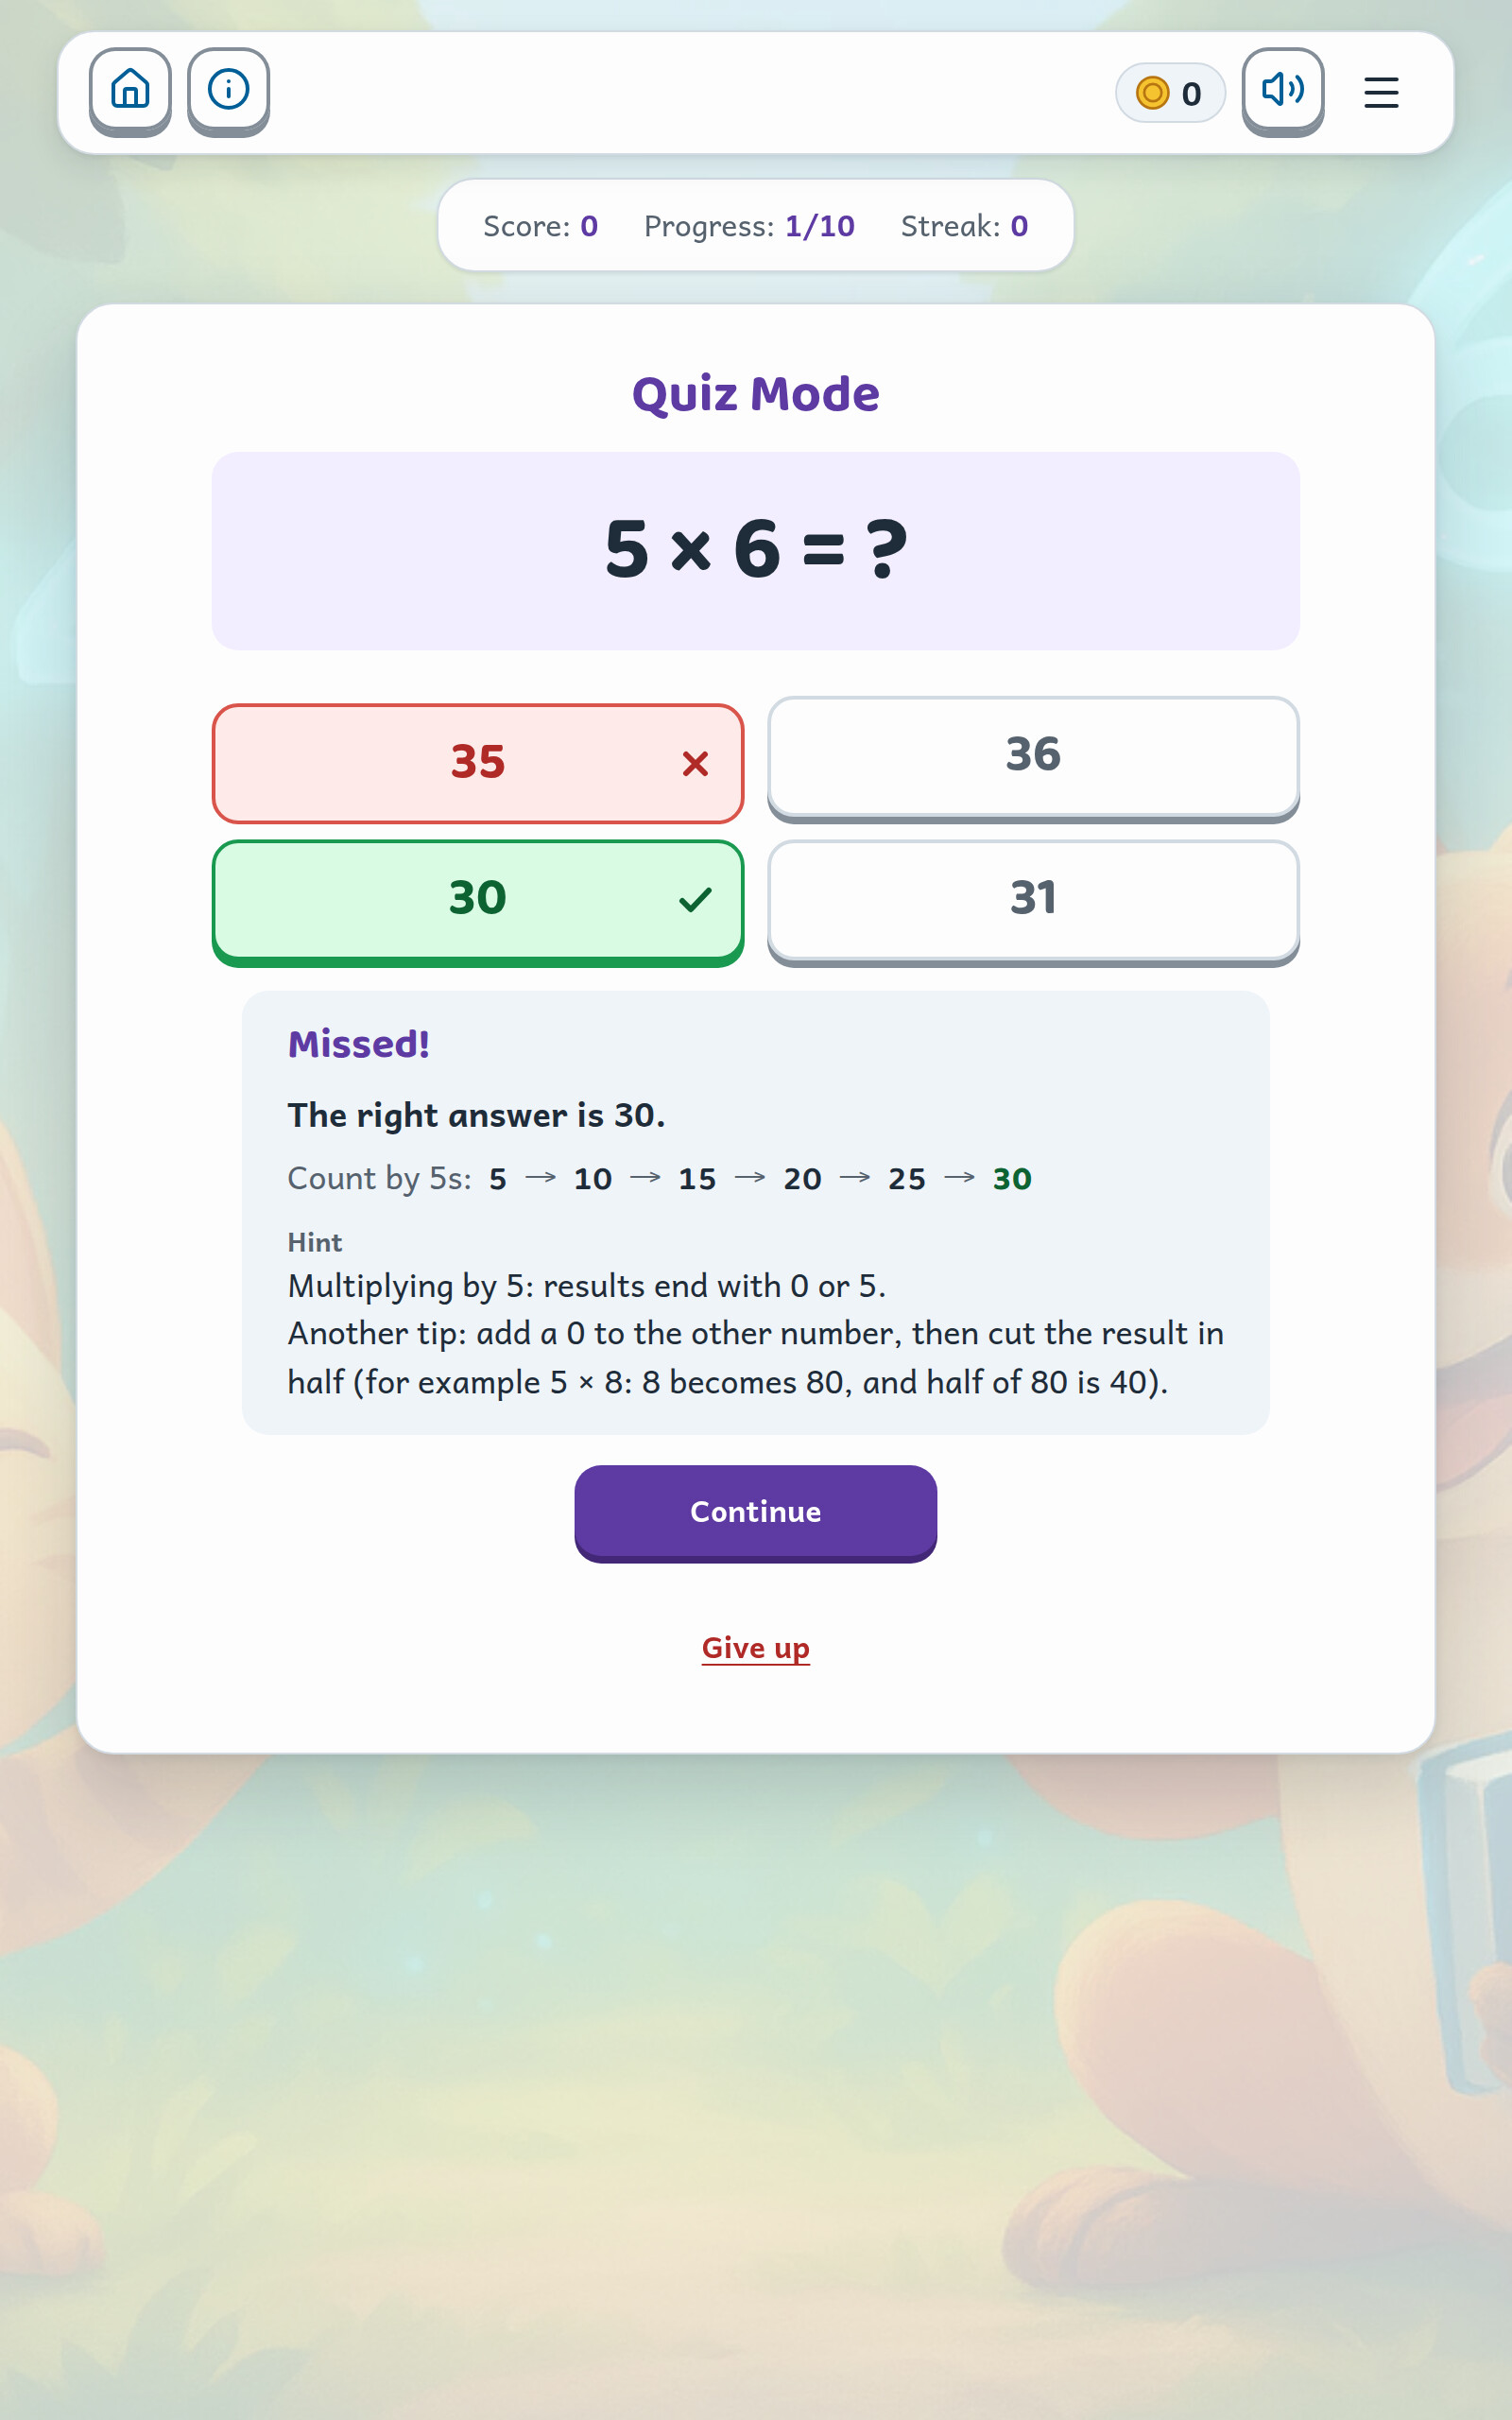 0
Score: 0 Progress: 1/10 Streak: 0
Quiz Mode
5 × 6 = ?
35
36
30
31
Missed!
The right answer is 30.
Count by 5s: 5 → 10 → 15 → 20 → 25 → 30
Hint
Multiplying by 5: results end with 0 or 5.
Another tip: add a 0 to the other number, then cut the result in
half (for example 5 × 8: 8 becomes 80, and half of 80 is 40).
Continue
Give up